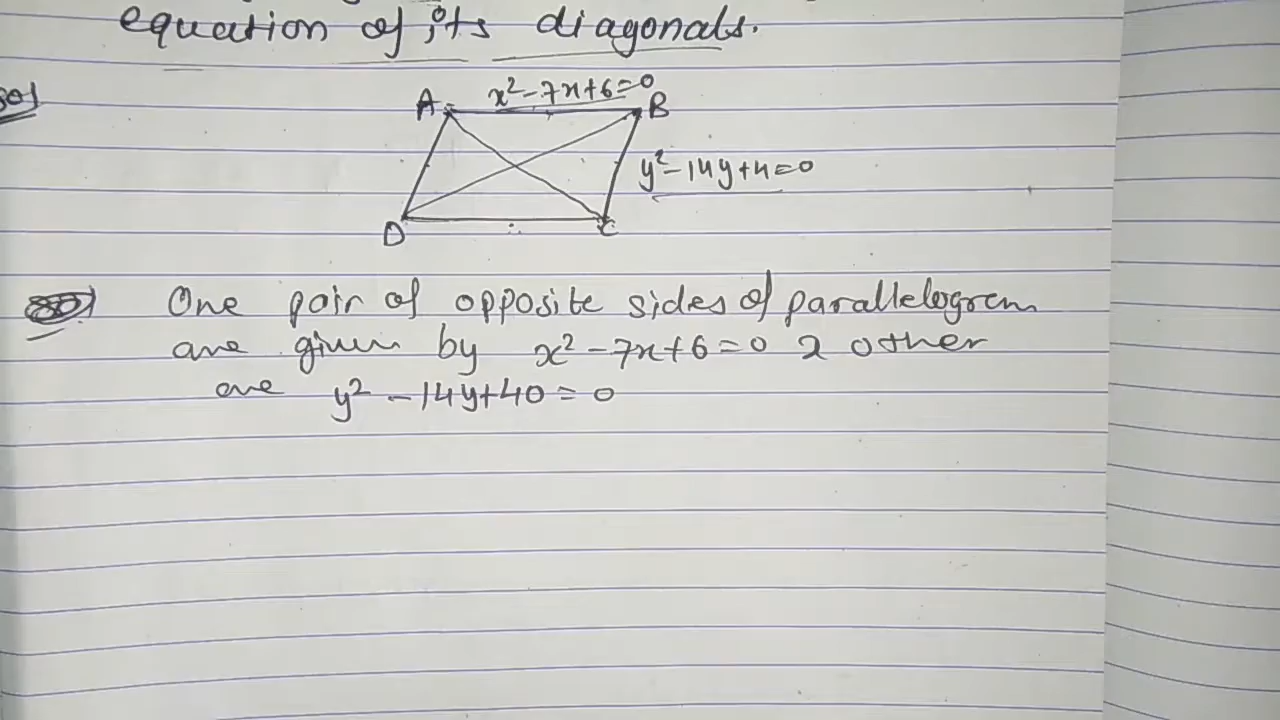 equation of its diagonals.
Sol
A x²-7x+6=0 B
y²-14y+4=0
D C
One pair of opposite sides of parallelogram
are given by x²-7x+6=0 & other
are y²-14y+40=0